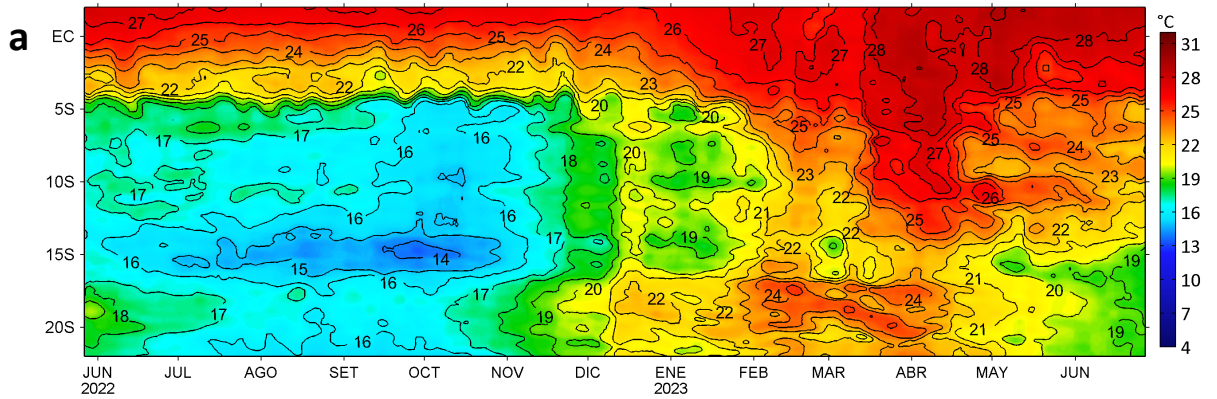 a
°C
EC
5S
10S
15S
20S
27 26 26 28
25 25 27 27 28
24 24
22 22 22 23 28
20 20 25 25
17 17 16 16 25 25
18 20 24
16 19 23 27 23
17 22 26
16 16 21 25
17 19 22 22 22
16 15 14 21 19
16 17 20 24 24 20
18 17 19 22 22 21 19
16
31
28
25
22
19
16
13
10
7
4
JUN JUL AGO SET OCT NOV DIC ENE FEB MAR ABR MAY JUN
2022 2023